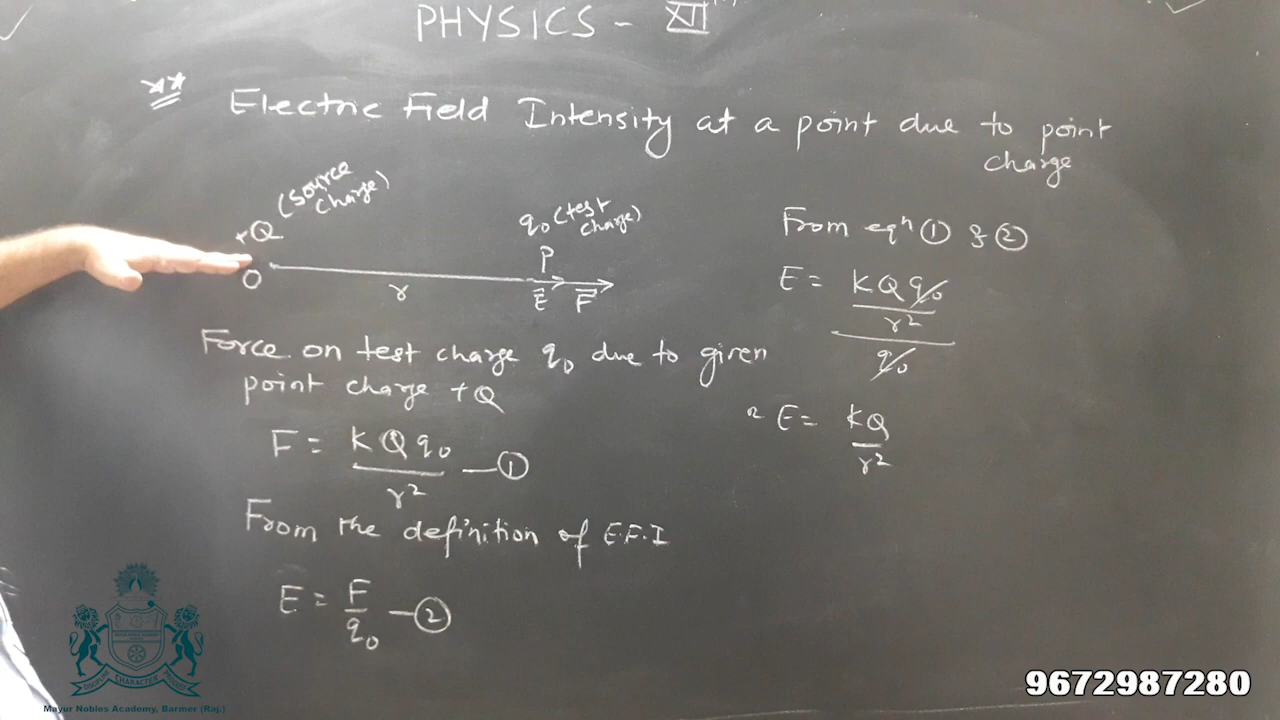 PHYSICS - XII
** Electric Field Intensity at a point due to point
charge
+Q (source
charge)
q₀ (test
charge)
P
O
r
E⃗ F⃗
Force on test charge q₀ due to given
point charge +Q
F = KQq₀/r² —①
From the definition of E.F.I
E = F/q₀ —②
From eqⁿ ① & ②
E = (KQq₀/r²)/q₀
E = KQ/r²
Mayur Nobles Academy, Barmer (Raj.)
9672987280